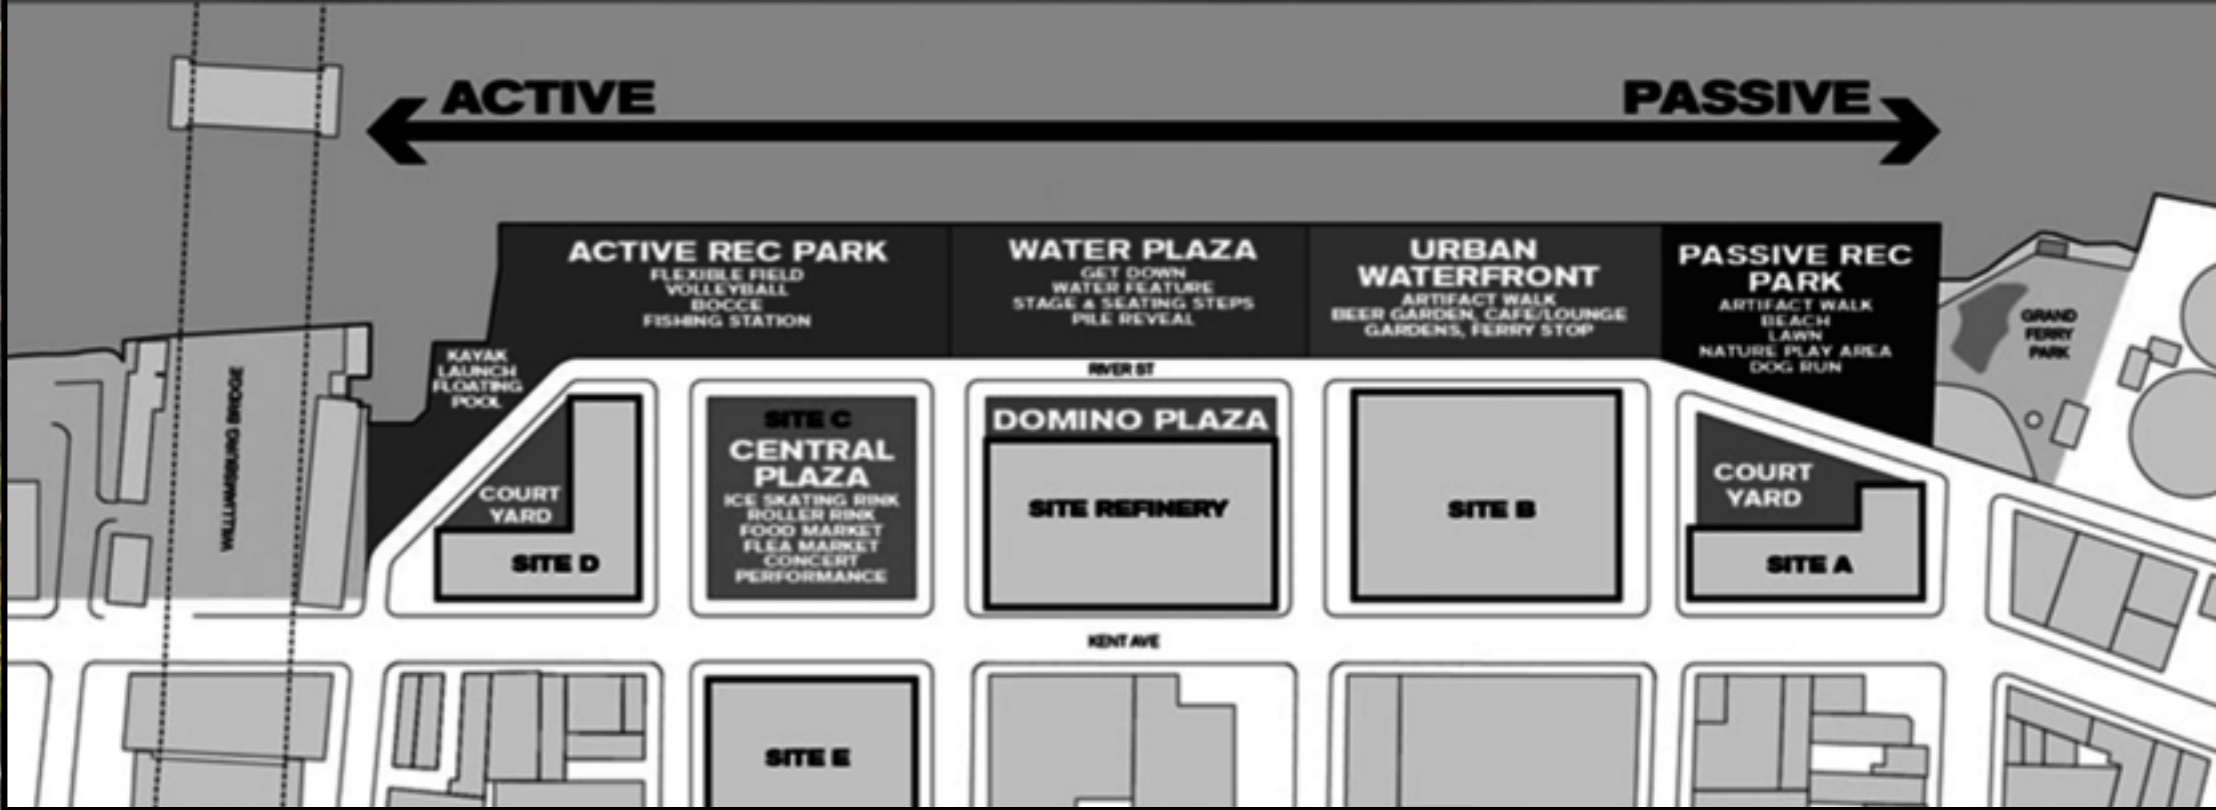 ACTIVE
PASSIVE
ACTIVE REC PARK
FLEXIBLE FIELD
VOLLEYBALL
BOCCE
FISHING STATION
WATER PLAZA
GET DOWN
WATER FEATURE
STAGE & SEATING STEPS
PILE REVEAL
URBAN
WATERFRONT
ARTIFACT WALK
BEER GARDEN, CAFE/LOUNGE
GARDENS, FERRY STOP
PASSIVE REC
PARK
ARTIFACT WALK
BEACH
LAWN
NATURE PLAY AREA
DOG RUN
GRAND
FERRY
PARK
KAYAK
LAUNCH
FLOATING
POOL
WILLIAMSBURG BRIDGE
RIVER ST
COURT
YARD
SITE D
SITE C
CENTRAL
PLAZA
ICE SKATING RINK
ROLLER RINK
FOOD MARKET
FLEA MARKET
CONCERT
PERFORMANCE
DOMINO PLAZA
SITE REFINERY
SITE B
COURT
YARD
SITE A
KENT AVE
SITE E